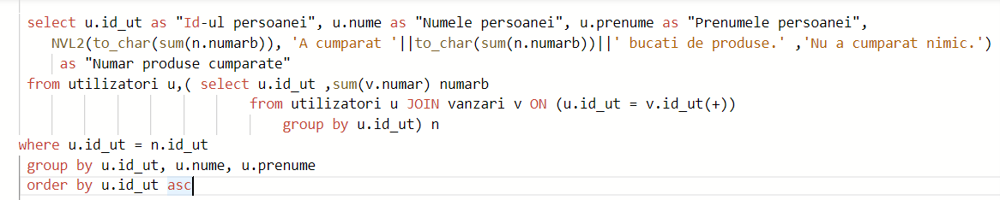 select u.id_ut as "Id-ul persoanei", u.nume as "Numele persoanei", u.prenume as "Prenumele persoanei",
NVL2(to_char(sum(n.numarb)), 'A cumparat '||to_char(sum(n.numarb))||' bucati de produse.' ,'Nu a cumparat nimic.')
as "Numar produse cumparate"
from utilizatori u,( select u.id_ut ,sum(v.numar) numarb
from utilizatori u JOIN vanzari v ON (u.id_ut = v.id_ut(+))
group by u.id_ut) n
where u.id_ut = n.id_ut
group by u.id_ut, u.nume, u.prenume
order by u.id_ut asc